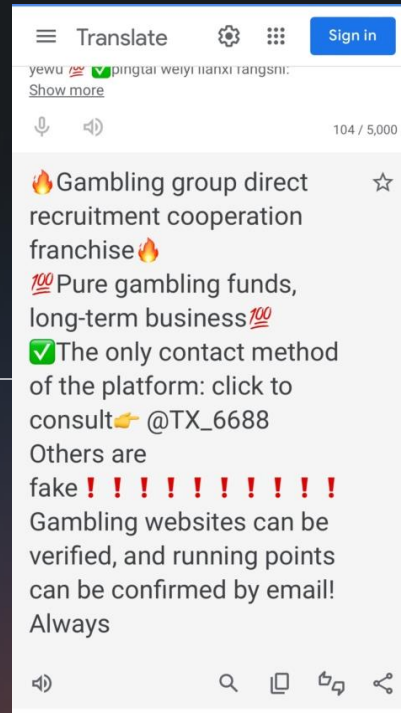 Translate
Sign in
yewu 💯 ✅pingtai weiyi lianxi fangshi:
Show more
104 / 5,000
🔥Gambling group direct
recruitment cooperation
franchise🔥
💯Pure gambling funds,
long-term business💯
✅The only contact method
of the platform: click to
consult👉 @TX_6688
Others are
fake❗❗❗❗❗❗❗❗❗❗
Gambling websites can be
verified, and running points
can be confirmed by email!
Always